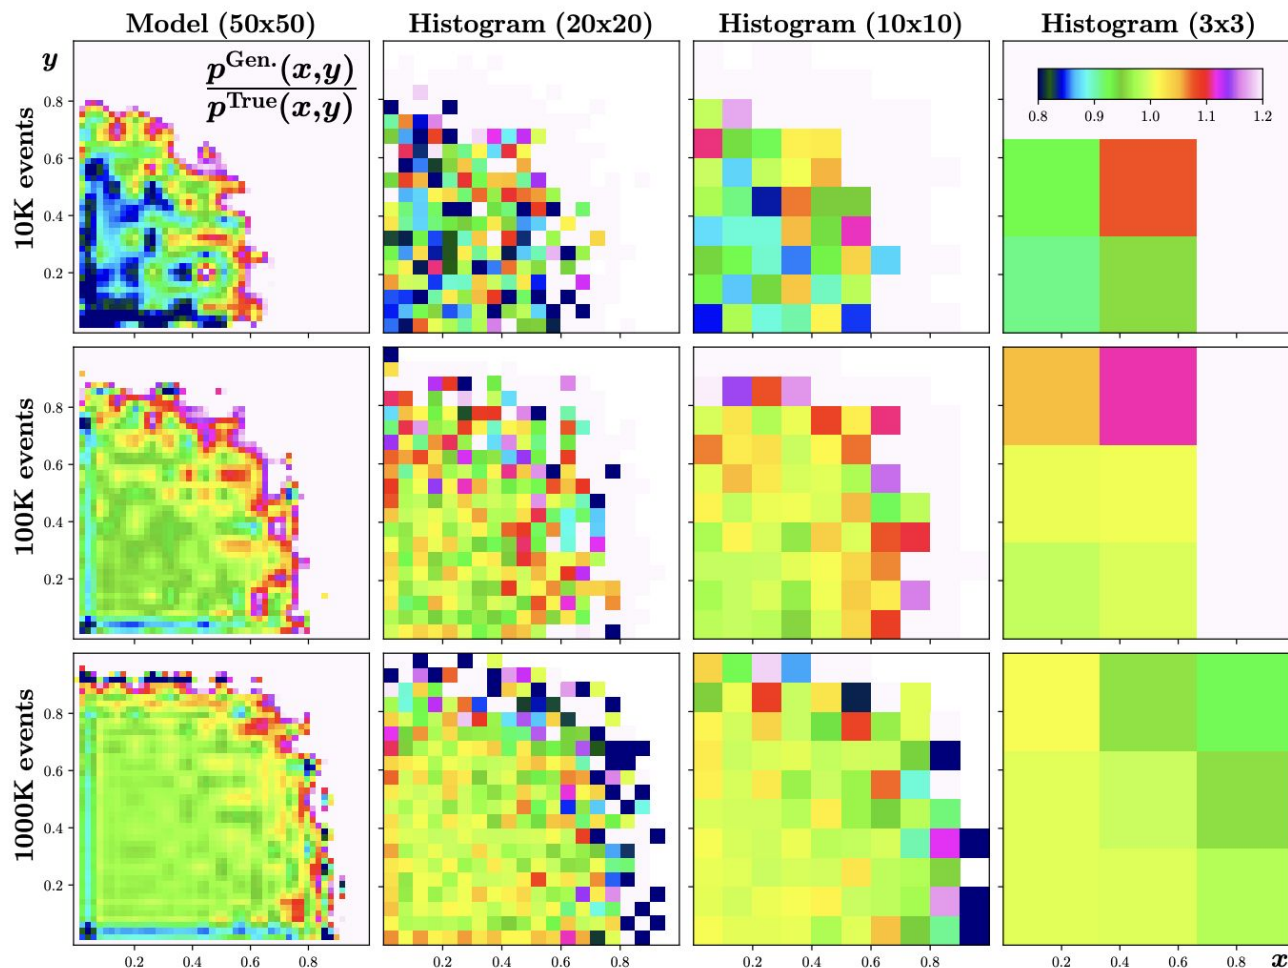 Model (50x50)
Histogram (20x20)
Histogram (10x10)
Histogram (3x3)
y
p^Gen.(x,y)
p^True(x,y)
0.8 0.9 1.0 1.1 1.2
10K events
0.8
0.6
0.4
0.2
100K events
0.8
0.6
0.4
0.2
1000K events
0.8
0.6
0.4
0.2
0.2 0.4 0.6 0.8
0.2 0.4 0.6 0.8
0.2 0.4 0.6 0.8
0.2 0.4 0.6 0.8 x